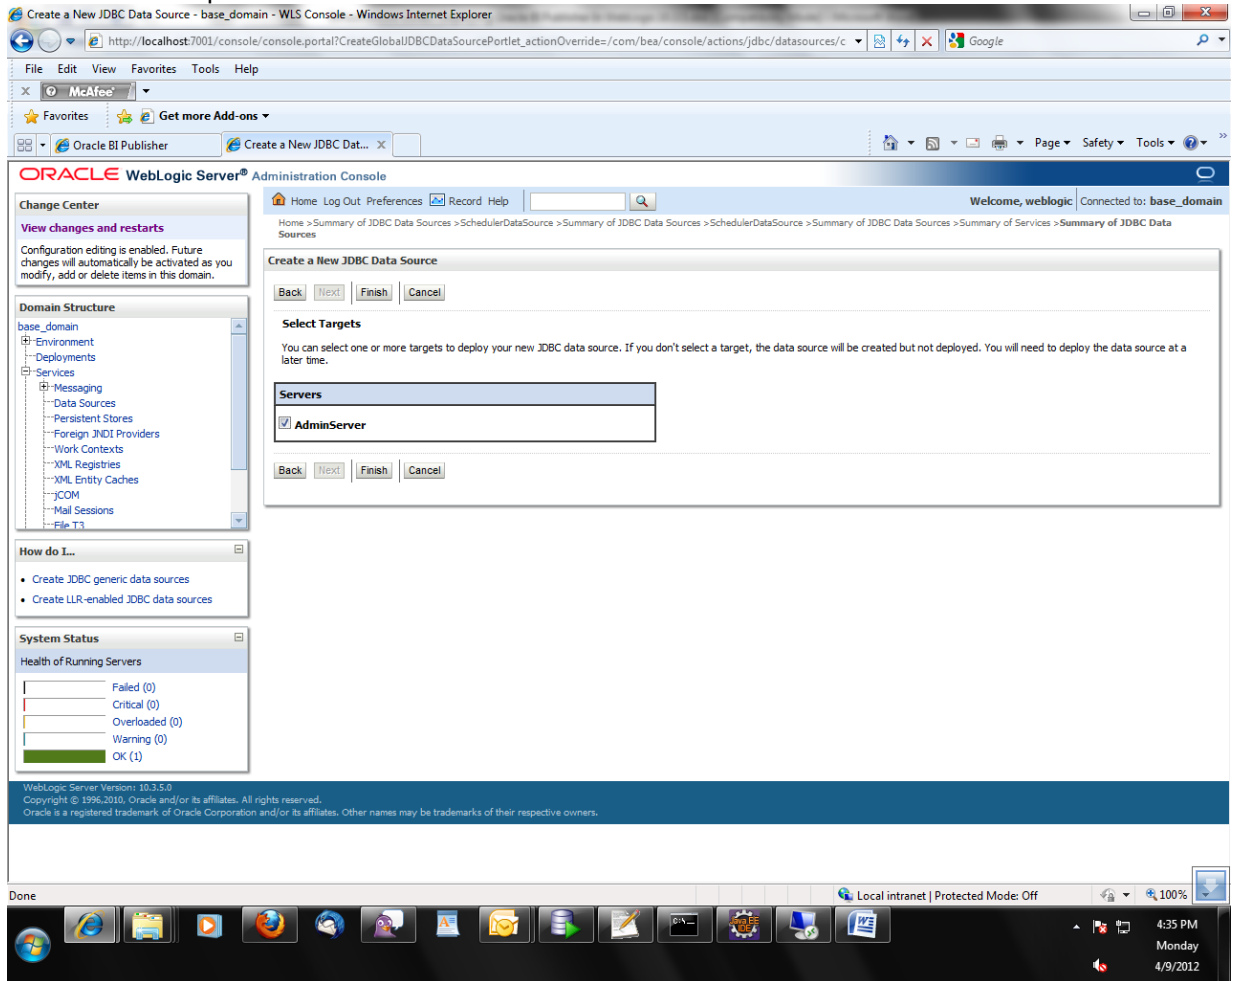 Create a New JDBC Data Source - base_domain - WLS Console - Windows Internet Explorer
http://localhost:7001/console/console.portal?CreateGlobalJDBCDataSourcePortlet_actionOverride=/com/bea/console/actions/jdbc/datasources/c
Google
File Edit View Favorites Tools Help
X McAfee
Favorites Get more Add-ons
Oracle BI Publisher
Create a New JDBC Dat... X
Page Safety Tools
ORACLE WebLogic Server® Administration Console
Change Center
View changes and restarts
Configuration editing is enabled. Future
changes will automatically be activated as you
modify, add or delete items in this domain.
Domain Structure
base_domain
Environment
Deployments
Services
Messaging
Data Sources
Persistent Stores
Foreign JNDI Providers
Work Contexts
XML Registries
XML Entity Caches
jCOM
Mail Sessions
File T3
How do I...
Create JDBC generic data sources
Create LLR-enabled JDBC data sources
System Status
Health of Running Servers
Failed (0)
Critical (0)
Overloaded (0)
Warning (0)
OK (1)
Home Log Out Preferences Record Help
Welcome, weblogic Connected to: base_domain
Home >Summary of JDBC Data Sources >SchedulerDataSource >Summary of JDBC Data Sources >SchedulerDataSource >Summary of JDBC Data Sources >Summary of Services >Summary of JDBC Data
Sources
Create a New JDBC Data Source
Back Next Finish Cancel
Select Targets
You can select one or more targets to deploy your new JDBC data source. If you don't select a target, the data source will be created but not deployed. You will need to deploy the data source at a
later time.
Servers
AdminServer
Back Next Finish Cancel
WebLogic Server Version: 10.3.5.0
Copyright © 1996,2010, Oracle and/or its affiliates. All rights reserved.
Oracle is a registered trademark of Oracle Corporation and/or its affiliates. Other names may be trademarks of their respective owners.
Done
Local intranet | Protected Mode: Off
100%
Java EE
IDE
4:35 PM
Monday
4/9/2012